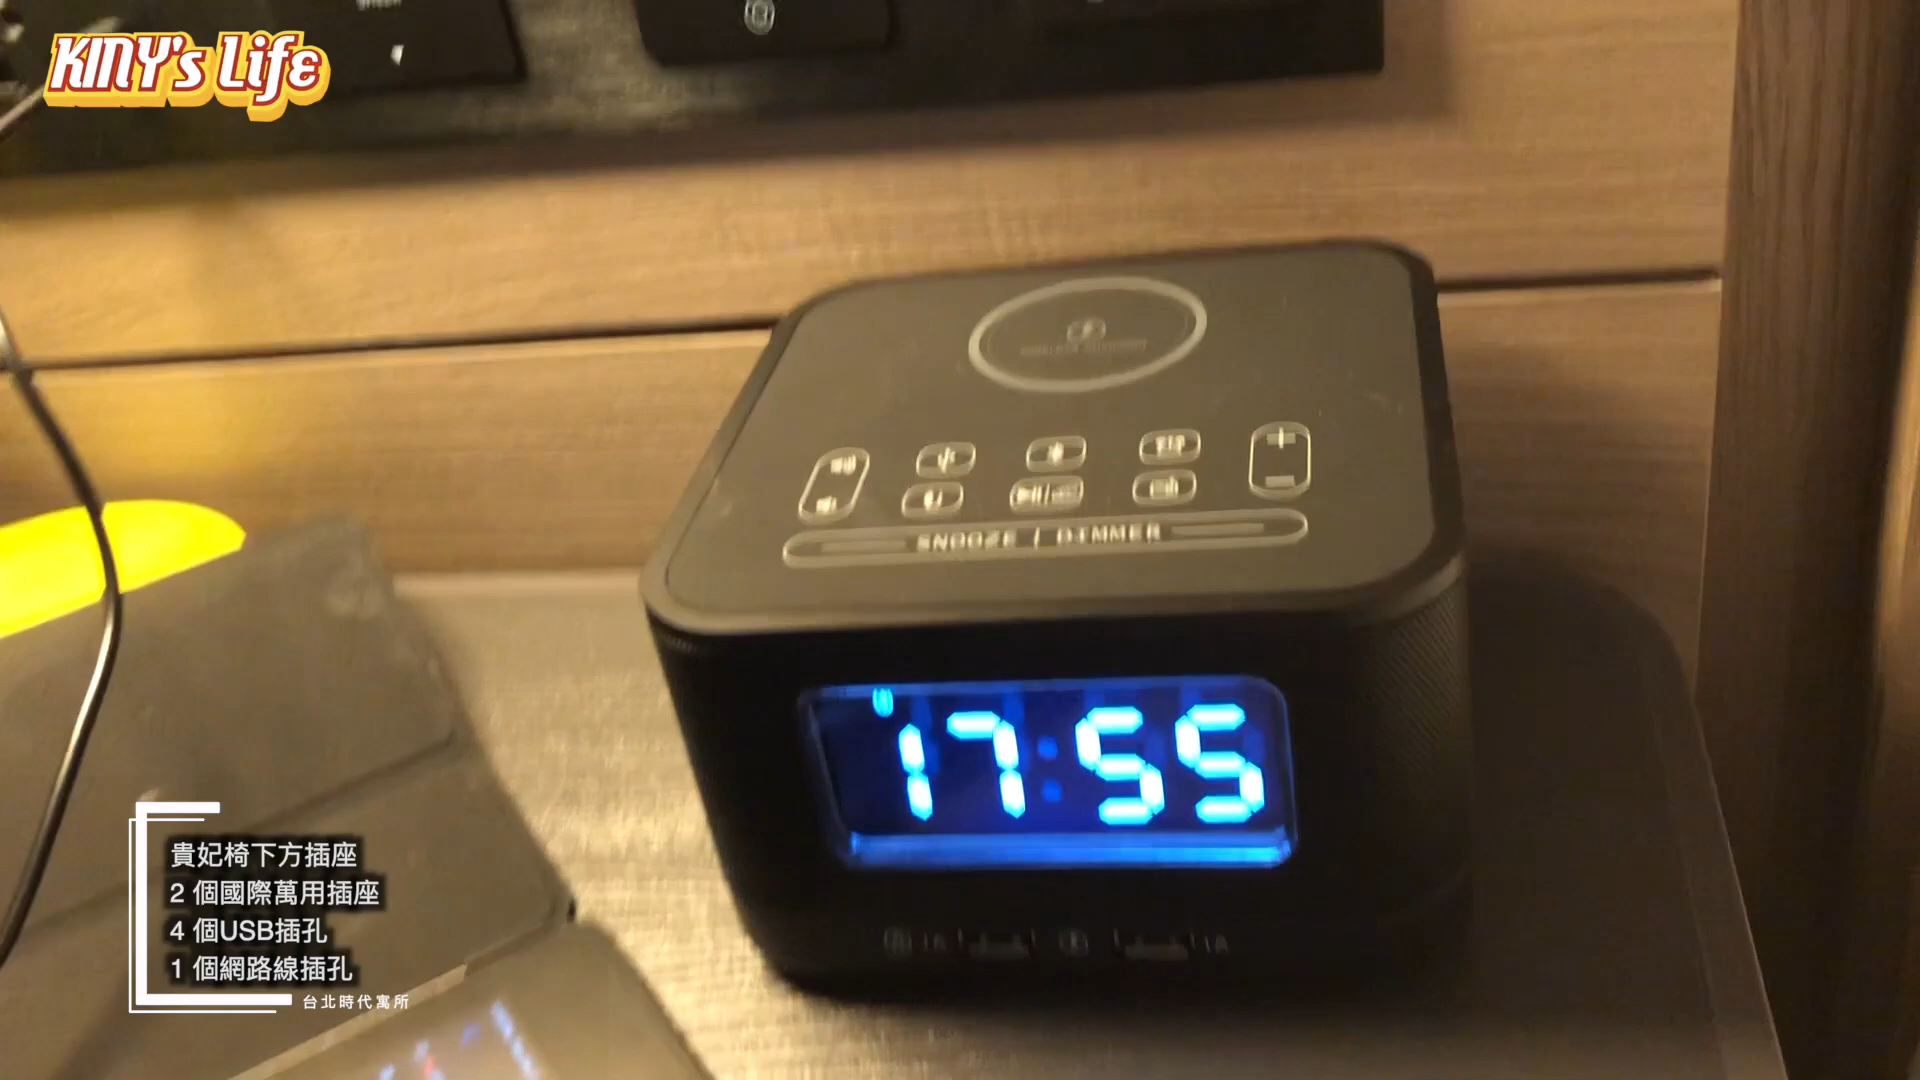 KINY's Life
SNOOZE / DIMMER
17:55
1A
1A
貴妃椅下方插座
2 個國際萬用插座
4 個USB插孔
1 個網路線插孔
台北時代寓所